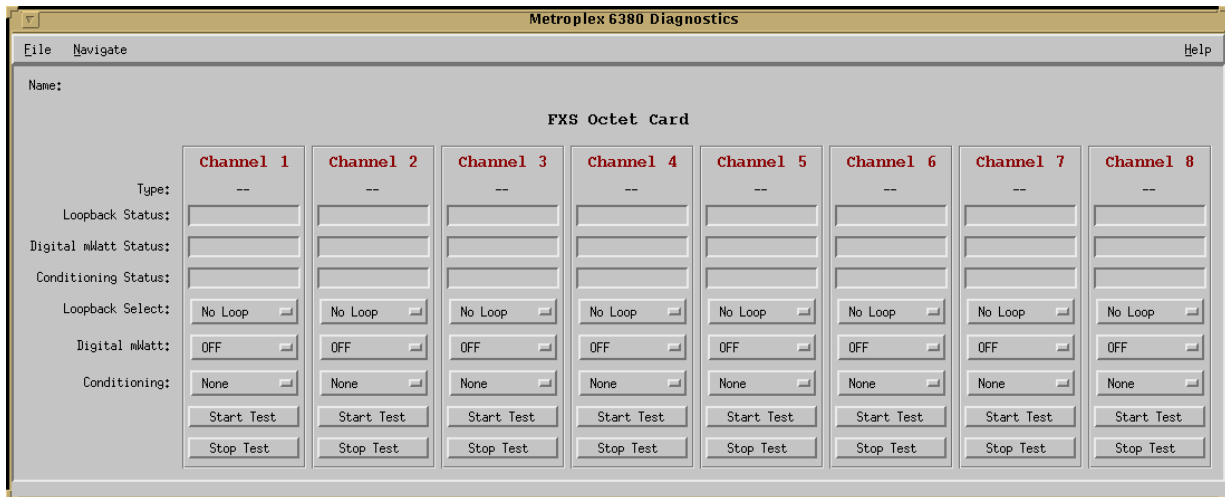 Metroplex 6380 Diagnostics
File Navigate Help
Name:
FXS Octet Card
Channel 1 Channel 2 Channel 3 Channel 4 Channel 5 Channel 6 Channel 7 Channel 8
Type: -- -- -- -- -- -- -- --
Loopback Status:
Digital mWatt Status:
Conditioning Status:
Loopback Select: No Loop No Loop No Loop No Loop No Loop No Loop No Loop No Loop
Digital mWatt: OFF OFF OFF OFF OFF OFF OFF OFF
Conditioning: None None None None None None None None
Start Test Start Test Start Test Start Test Start Test Start Test Start Test Start Test
Stop Test Stop Test Stop Test Stop Test Stop Test Stop Test Stop Test Stop Test